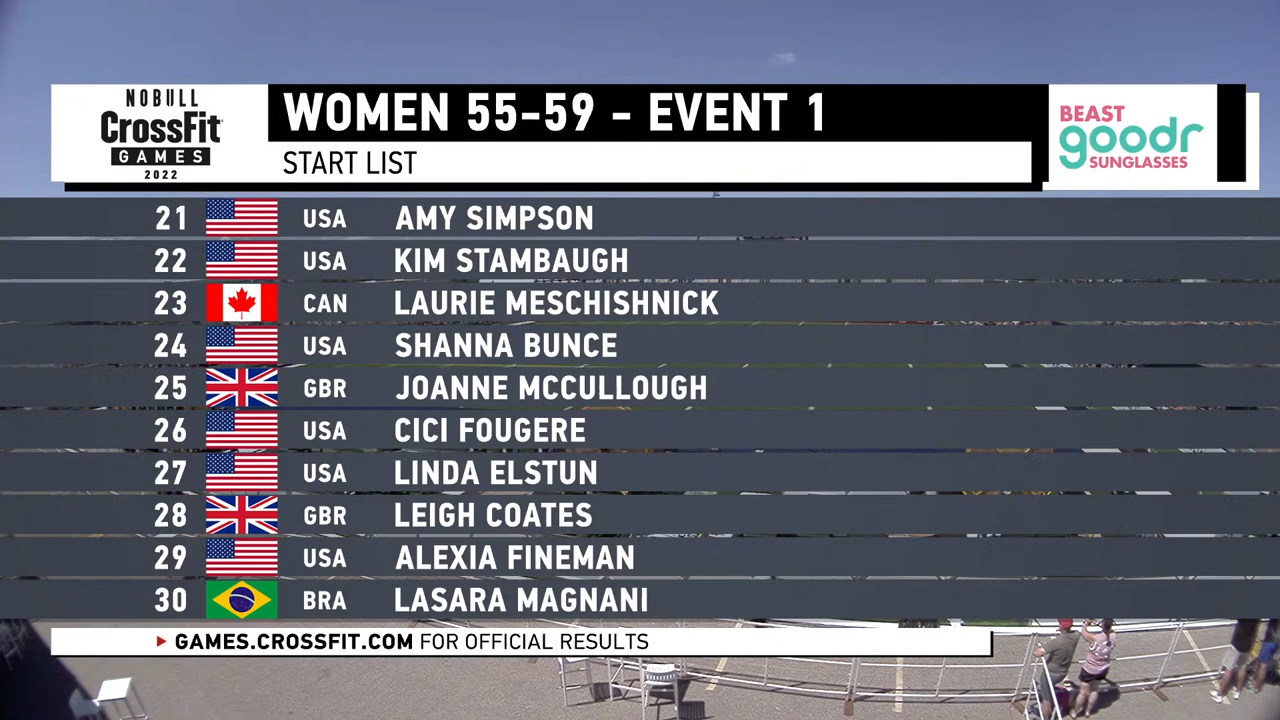 NOBULL
CrossFit
GAMES
2022
WOMEN 55-59 - EVENT 1
START LIST
BEAST
goodr
SUNGLASSES
21 USA AMY SIMPSON
22 USA KIM STAMBAUGH
23 CAN LAURIE MESCHISHNICK
24 USA SHANNA BUNCE
25 GBR JOANNE MCCULLOUGH
26 USA CICI FOUGERE
27 USA LINDA ELSTUN
28 GBR LEIGH COATES
29 USA ALEXIA FINEMAN
30 BRA LASARA MAGNANI
GAMES.CROSSFIT.COM FOR OFFICIAL RESULTS